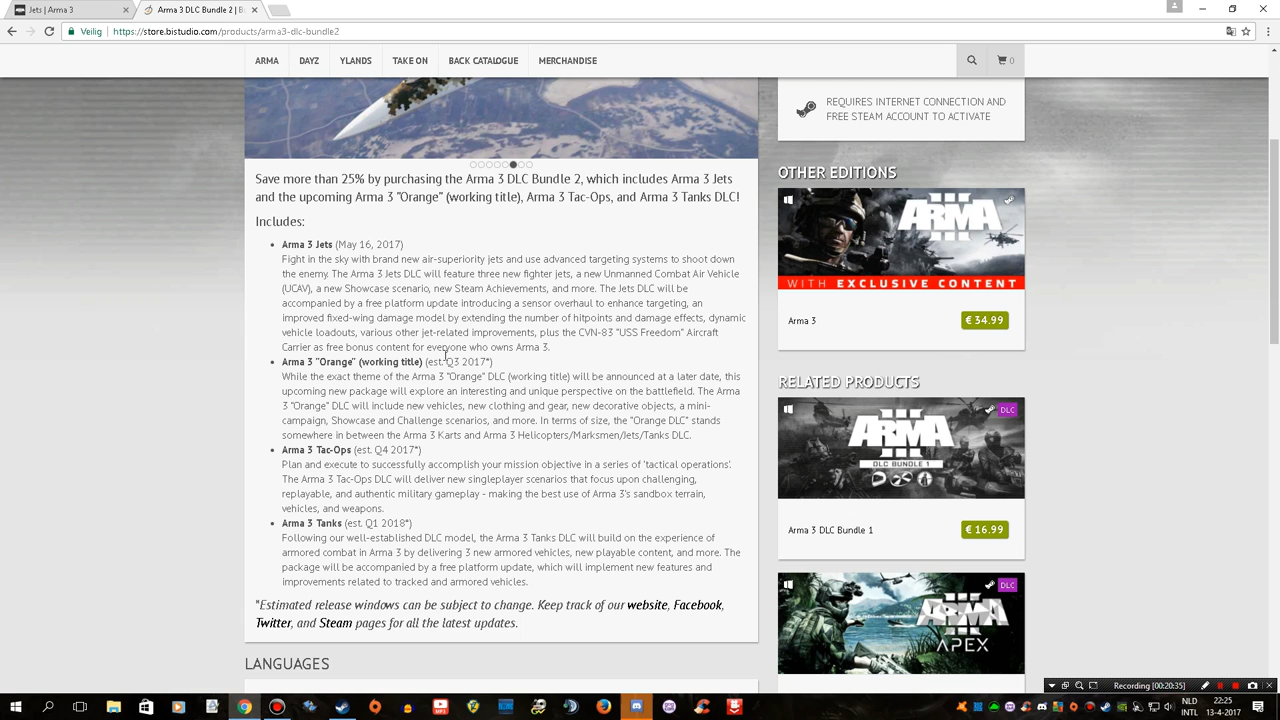 Jets | Arma 3
Arma 3 DLC Bundle 2 | B
Veilig
https://store.bistudio.com/products/arma3-dlc-bundle2
ARMA
DAYZ
YLANDS
TAKE ON
BACK CATALOGUE
MERCHANDISE
0
REQUIRES INTERNET CONNECTION AND
FREE STEAM ACCOUNT TO ACTIVATE
Save more than 25% by purchasing the Arma 3 DLC Bundle 2, which includes Arma 3 Jets
and the upcoming Arma 3 "Orange" (working title), Arma 3 Tac-Ops, and Arma 3 Tanks DLC!
Includes:
Arma 3 Jets (May 16, 2017)
Fight in the sky with brand new air-superiority jets and use advanced targeting systems to shoot down
the enemy. The Arma 3 Jets DLC will feature three new fighter jets, a new Unmanned Combat Air Vehicle
(UCAV), a new Showcase scenario, new Steam Achievements, and more. The Jets DLC will be
accompanied by a free platform update introducing a sensor overhaul to enhance targeting, an
improved fixed-wing damage model by extending the number of hitpoints and damage effects, dynamic
vehicle loadouts, various other jet-related improvements, plus the CVN-83 "USS Freedom" Aircraft
Carrier as free bonus content for everyone who owns Arma 3.
Arma 3 "Orange" (working title) (est. Q3 2017*)
While the exact theme of the Arma 3 "Orange" DLC (working title) will be announced at a later date, this
upcoming new package will explore an interesting and unique perspective on the battlefield. The Arma
3 "Orange" DLC will include new vehicles, new clothing and gear, new decorative objects, a mini-
campaign, Showcase and Challenge scenarios, and more. In terms of size, the "Orange DLC" stands
somewhere in between the Arma 3 Karts and Arma 3 Helicopters/Marksmen/Jets/Tanks DLC.
Arma 3 Tac-Ops (est. Q4 2017*)
Plan and execute to successfully accomplish your mission objective in a series of 'tactical operations'.
The Arma 3 Tac-Ops DLC will deliver new singleplayer scenarios that focus upon challenging,
replayable, and authentic military gameplay - making the best use of Arma 3's sandbox terrain,
vehicles, and weapons.
Arma 3 Tanks (est. Q1 2018*)
Following our well-established DLC model, the Arma 3 Tanks DLC will build on the experience of
armored combat in Arma 3 by delivering 3 new armored vehicles, new playable content, and more. The
package will be accompanied by a free platform update, which will implement new features and
improvements related to tracked and armored vehicles.
*Estimated release windows can be subject to change. Keep track of our website, Facebook,
Twitter, and Steam pages for all the latest updates.
LANGUAGES
OTHER EDITIONS
ARMA III
WITH EXCLUSIVE CONTENT
Arma 3
€ 34.99
RELATED PRODUCTS
DLC
ARMA III
DLC BUNDLE 1
Arma 3 DLC Bundle 1
€ 16.99
DLC
ARMA III
APEX
Recording [00:20:35]
MP3
NLD
INTL
22:25
13-4-2017